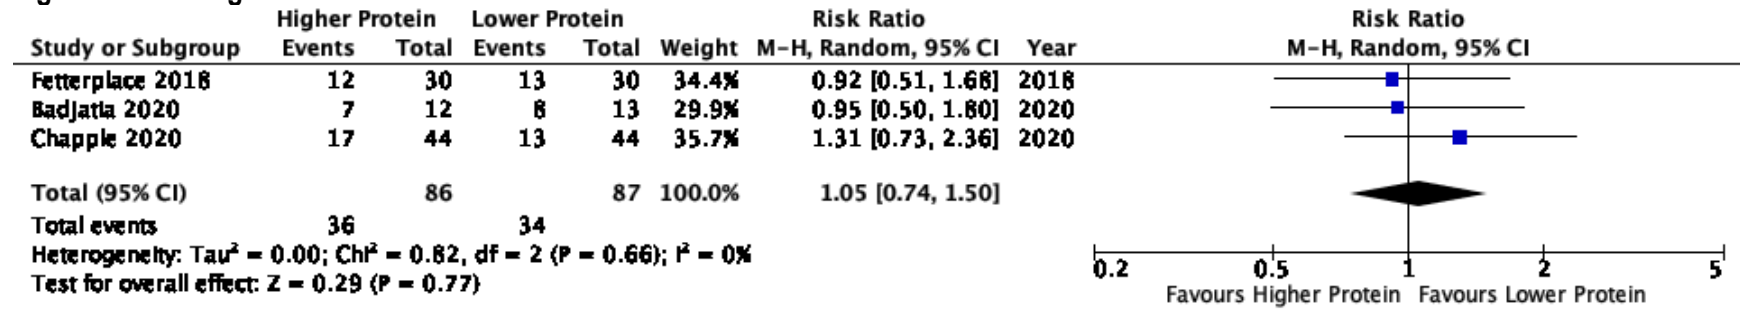 Higher Protein Lower Protein Risk Ratio Risk Ratio
Study or Subgroup Events Total Events Total Weight M-H, Random, 95% CI Year M-H, Random, 95% CI
Fetterplace 2018 12 30 13 30 34.4% 0.92 [0.51, 1.68] 2018
Badjatia 2020 7 12 8 13 29.9% 0.95 [0.50, 1.80] 2020
Chapple 2020 17 44 13 44 35.7% 1.31 [0.73, 2.36] 2020
Total (95% CI) 86 87 100.0% 1.05 [0.74, 1.50]
Total events 36 34
Heterogeneity: Tau² = 0.00; Chi² = 0.82, df = 2 (P = 0.66); I² = 0%
Test for overall effect: Z = 0.29 (P = 0.77)
0.2 0.5 1 2 5
Favours Higher Protein Favours Lower Protein